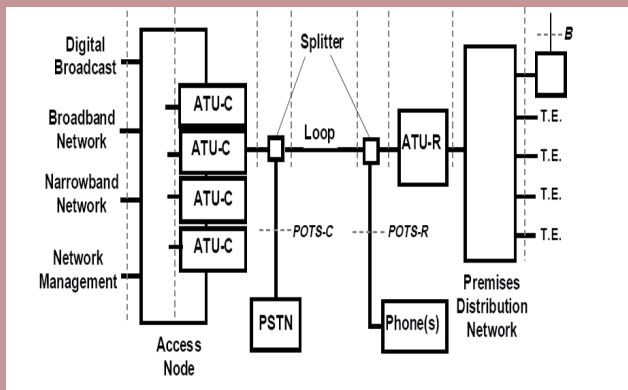 Digital
Broadcast
Broadband
Network
Narrowband
Network
Network
Management
Access
Node
ATU-C
ATU-C
ATU-C
ATU-C
Splitter
Loop
POTS-C
POTS-R
PSTN
Phone(s)
ATU-R
Premises
Distribution
Network
B
T.E.
T.E.
T.E.
T.E.